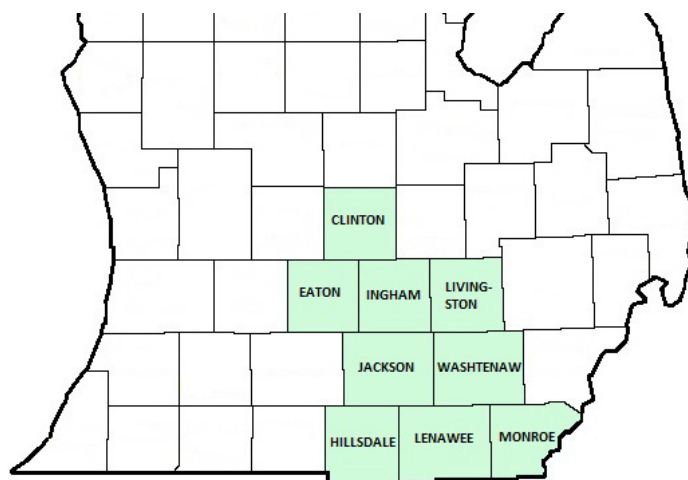 CLINTON
EATON
INGHAM
LIVING-
STON
JACKSON
WASHTENAW
HILLSDALE
LENAWEE
MONROE